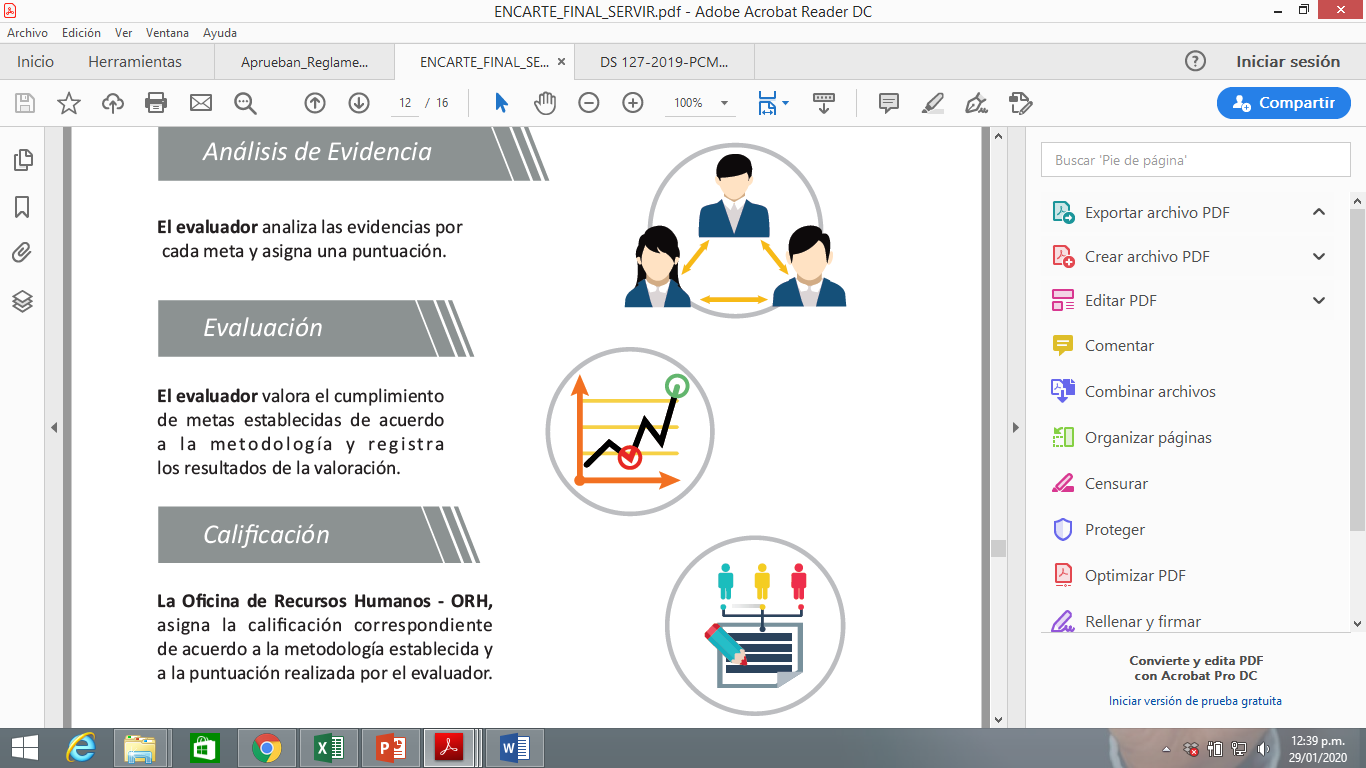 ENCARTE_FINAL_SERVIR.pdf - Adobe Acrobat Reader DC
Archivo Edición Ver Ventana Ayuda
Inicio Herramientas Aprueban_Reglame... ENCARTE_FINAL_SE... × DS 127-2019-PCM... Iniciar sesión
12 / 16 100% Compartir
Análisis de Evidencia
El evaluador analiza las evidencias por
cada meta y asigna una puntuación.
Evaluación
El evaluador valora el cumplimiento
de metas establecidas de acuerdo
a la metodología y registra
los resultados de la valoración.
Calificación
La Oficina de Recursos Humanos - ORH,
asigna la calificación correspondiente
de acuerdo a la metodología establecida y
a la puntuación realizada por el evaluador.
Buscar 'Pie de página'
Exportar archivo PDF
Crear archivo PDF
Editar PDF
Comentar
Combinar archivos
Organizar páginas
Censurar
Proteger
Optimizar PDF
Rellenar y firmar
Convierte y edita PDF
con Acrobat Pro DC
Iniciar versión de prueba gratuita
12:39 p.m.
29/01/2020